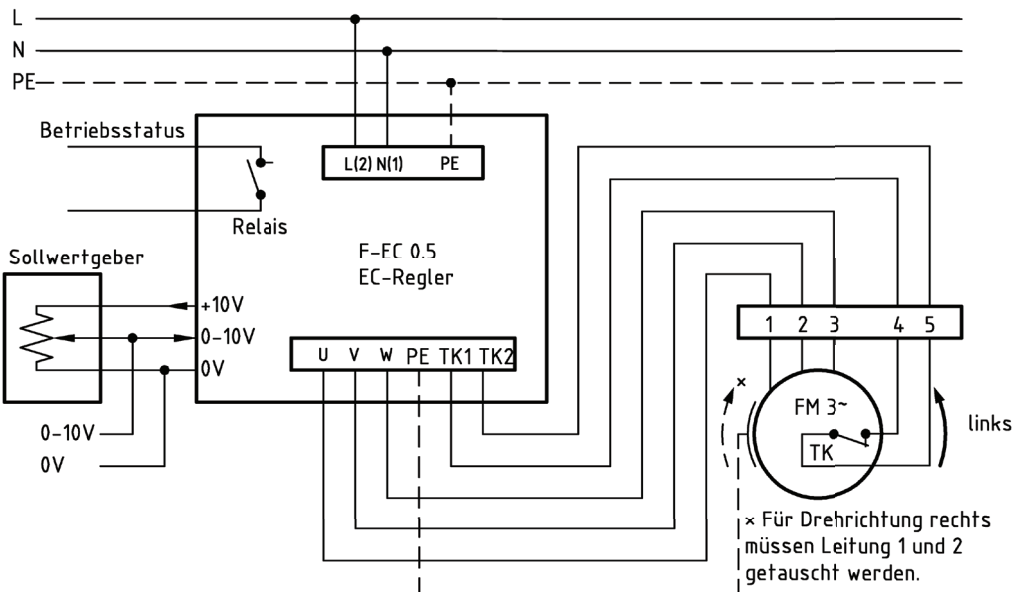 L
N
PE
Betriebsstatus
L(2) N(1) PE
Relais
Sollwertgeber
F-EC 0.5
EC-Regler
+10V
0-10V
0V
U V W PE TK1 TK2
0-10V
0V
1 2 3 4 5
×
FM 3~
TK
links
× Für Drehrichtung rechts
müssen Leitung 1 und 2
getauscht werden.